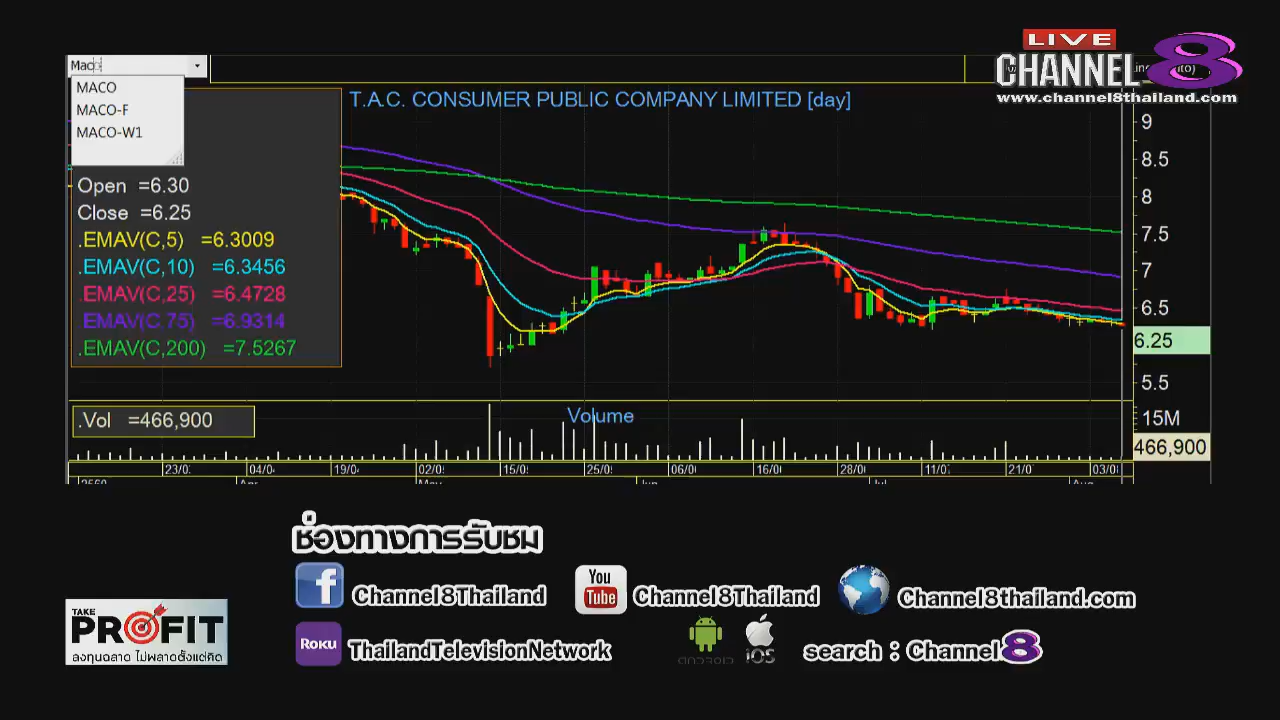 LIVE
CHANNEL 8
www.channel8thailand.com
Mac
MACO
MACO-F
MACO-W1
T.A.C. CONSUMER PUBLIC COMPANY LIMITED [day]
Open =6.30
Close =6.25
.EMAV(C,5) =6.3009
.EMAV(C,10) =6.3456
.EMAV(C,25) =6.4728
.EMAV(C,75) =6.9314
.EMAV(C,200) =7.5267
9
8.5
8
7.5
7
6.5
6.25
5.5
.Vol =466,900
Volume
15M
466,900
23/0 04/0 19/0 02/0 15/0 25/0 06/0 16/0 28/0 11/0 21/0 03/0
2560 Apr May Jun Jul Aug
ช่องทางการรับชม
f Channel8Thailand
You Tube Channel8Thailand
Channel8thailand.com
TAKE
PROFIT
ลงทุนฉลาด ไม่พลาดตั้งแต่คิด
ROKU ThailandTelevisionNetwork
ANDROID iOS
search : Channel 8